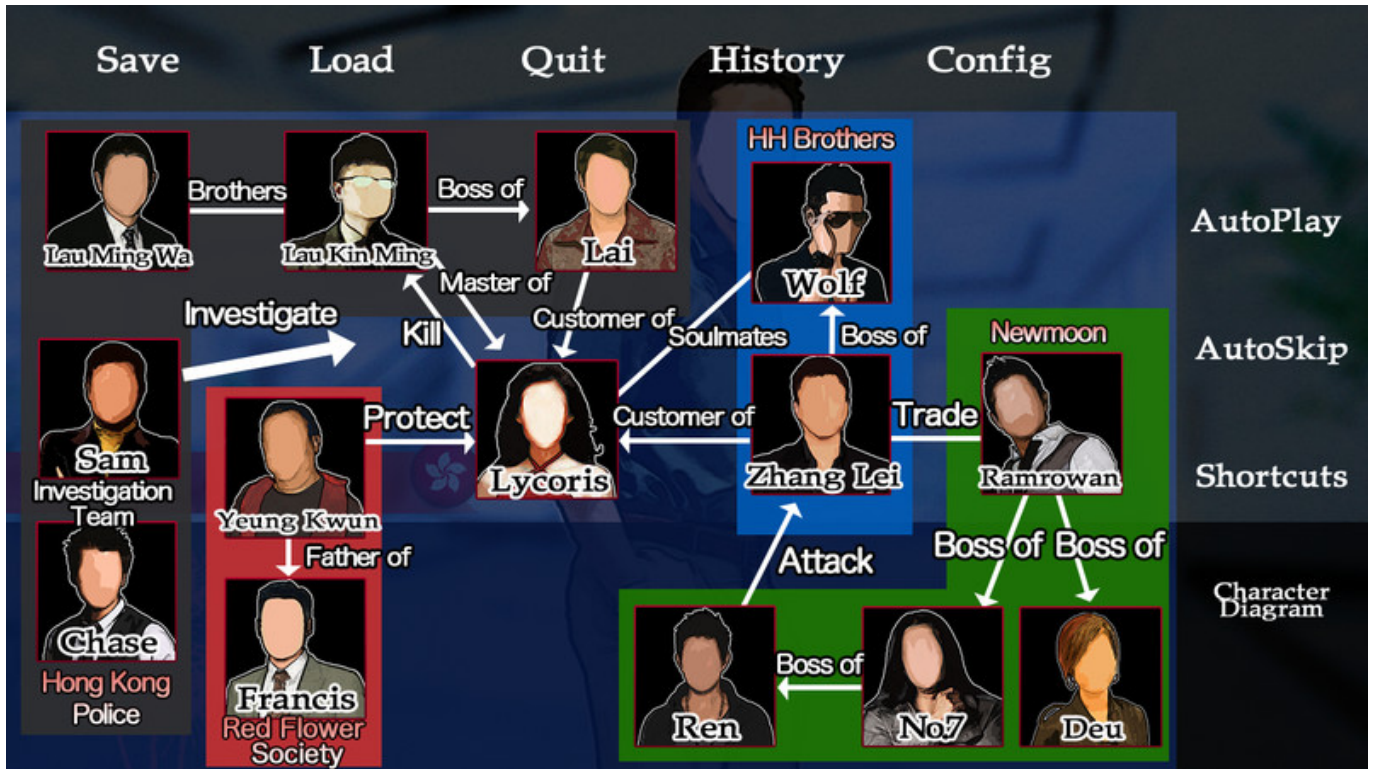 Save
Load
Quit
History
Config
HH Brothers
Brothers
Boss of
Lau Ming Wa
Lau Kin Ming
Lai
Wolf
AutoPlay
Master of
Investigate
Kill
Customer of
Soulmates
Boss of
Newmoon
AutoSkip
Protect
Customer of
Trade
Sam
Lycoris
Zhang Lei
Ramrowan
Shortcuts
Investigation
Team
Yeung Kwun
Father of
Attack
Boss of
Boss of
Character
Diagram
Chase
Boss of
Francis
Ren
No.7
Deu
Hong Kong
Police
Red Flower
Society